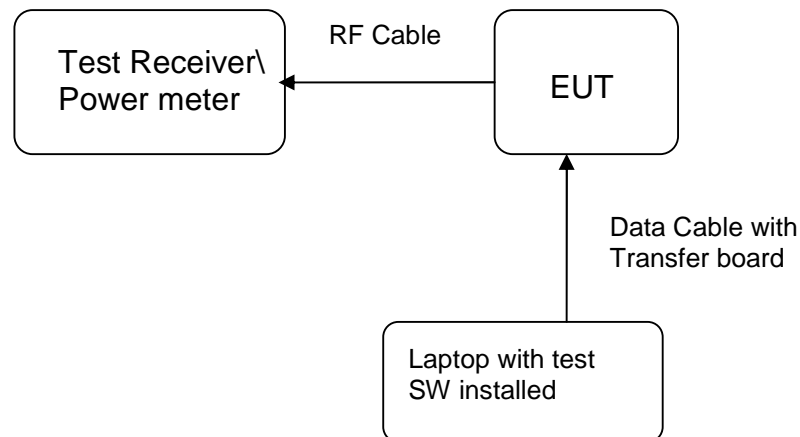 RF Cable
Test Receiver\
Power meter
EUT
Data Cable with
Transfer board
Laptop with test
SW installed